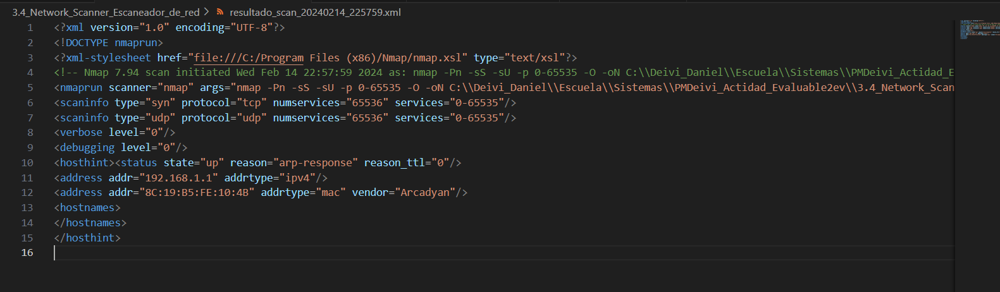 3.4_Network_Scanner_Escaneador_de_red > resultado_scan_20240214_225759.xml
1 <?xml version="1.0" encoding="UTF-8"?>
2 <!DOCTYPE nmaprun>
3 <?xml-stylesheet href="file:///C:/Program Files (x86)/Nmap/nmap.xsl" type="text/xsl"?>
4 <!-- Nmap 7.94 scan initiated Wed Feb 14 22:57:59 2024 as: nmap -Pn -sS -sU -p 0-65535 -O -oN C:\\Deivi_Daniel\\Escuela\\Sistemas\\PMDeivi_Actidad_E
5 <nmaprun scanner="nmap" args="nmap -Pn -sS -sU -p 0-65535 -O -oN C:\\Deivi_Daniel\\Escuela\\Sistemas\\PMDeivi_Actidad_Evaluable2ev\\3.4_Network_Scan
6 <scaninfo type="syn" protocol="tcp" numservices="65536" services="0-65535"/>
7 <scaninfo type="udp" protocol="udp" numservices="65536" services="0-65535"/>
8 <verbose level="0"/>
9 <debugging level="0"/>
10 <hosthint><status state="up" reason="arp-response" reason_ttl="0"/>
11 <address addr="192.168.1.1" addrtype="ipv4"/>
12 <address addr="8C:19:B5:FE:10:4B" addrtype="mac" vendor="Arcadyan"/>
13 <hostnames>
14 </hostnames>
15 </hosthint>
16